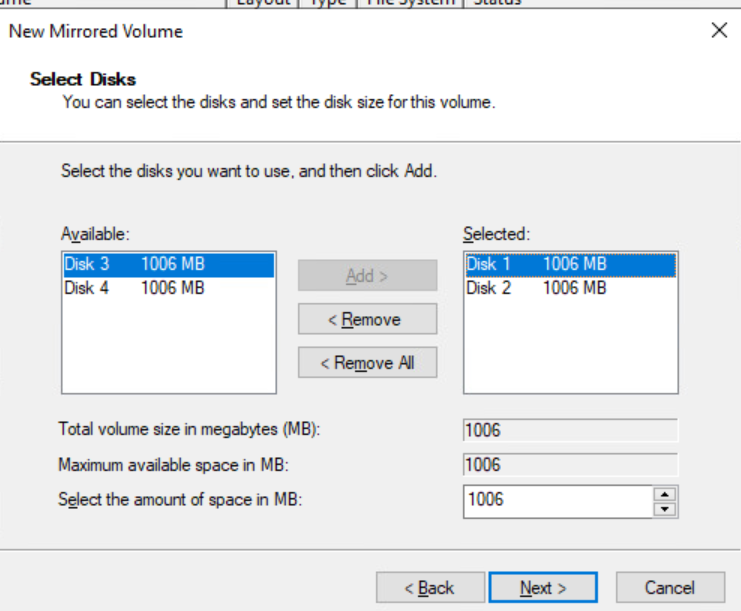 Layout Type File System Status
New Mirrored Volume
Select Disks
You can select the disks and set the disk size for this volume.
Select the disks you want to use, and then click Add.
Available:
Disk 3 1006 MB
Disk 4 1006 MB
Add >
< Remove
< Remove All
Selected:
Disk 1 1006 MB
Disk 2 1006 MB
Total volume size in megabytes (MB): 1006
Maximum available space in MB: 1006
Select the amount of space in MB: 1006
< Back Next > Cancel